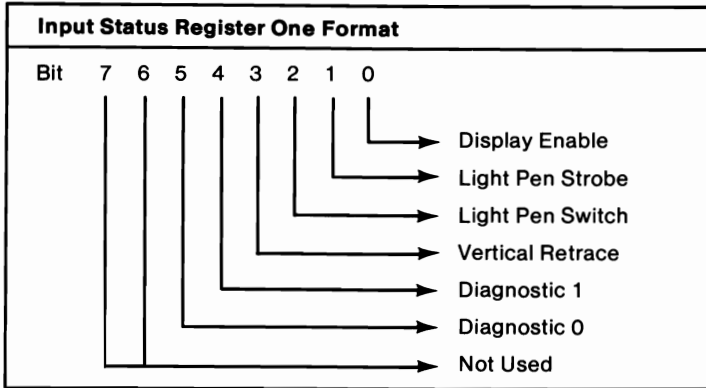 Input Status Register One Format
Bit 7 6 5 4 3 2 1 0
Display Enable
Light Pen Strobe
Light Pen Switch
Vertical Retrace
Diagnostic 1
Diagnostic 0
Not Used